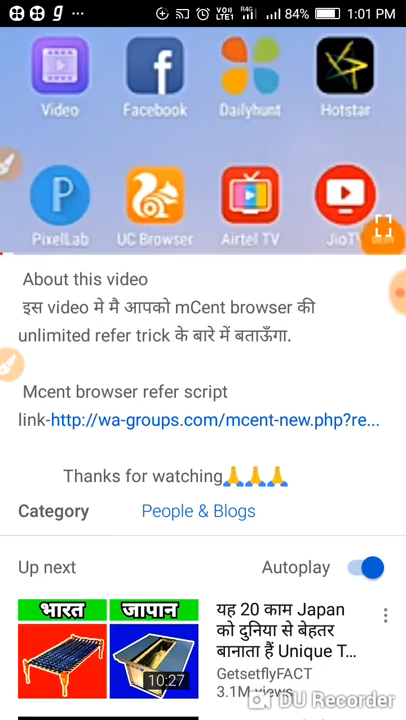 84% 1:01 PM
Video Facebook Dailyhunt Hotstar
PixelLab UC Browser Airtel TV JioTV
About this video
इस video मे मै आपको mCent browser की
unlimited refer trick के बारे में बताऊँगा.
Mcent browser refer script
link-http://wa-groups.com/mcent-new.php?re...
Thanks for watching🙏🙏🙏
Category People & Blogs
Up next Autoplay
भारत जापान
10:27
यह 20 काम Japan
को दुनिया से बेहतर
बानाता हैं Unique T...
GetsetflyFACT
3.1M views
DU Recorder